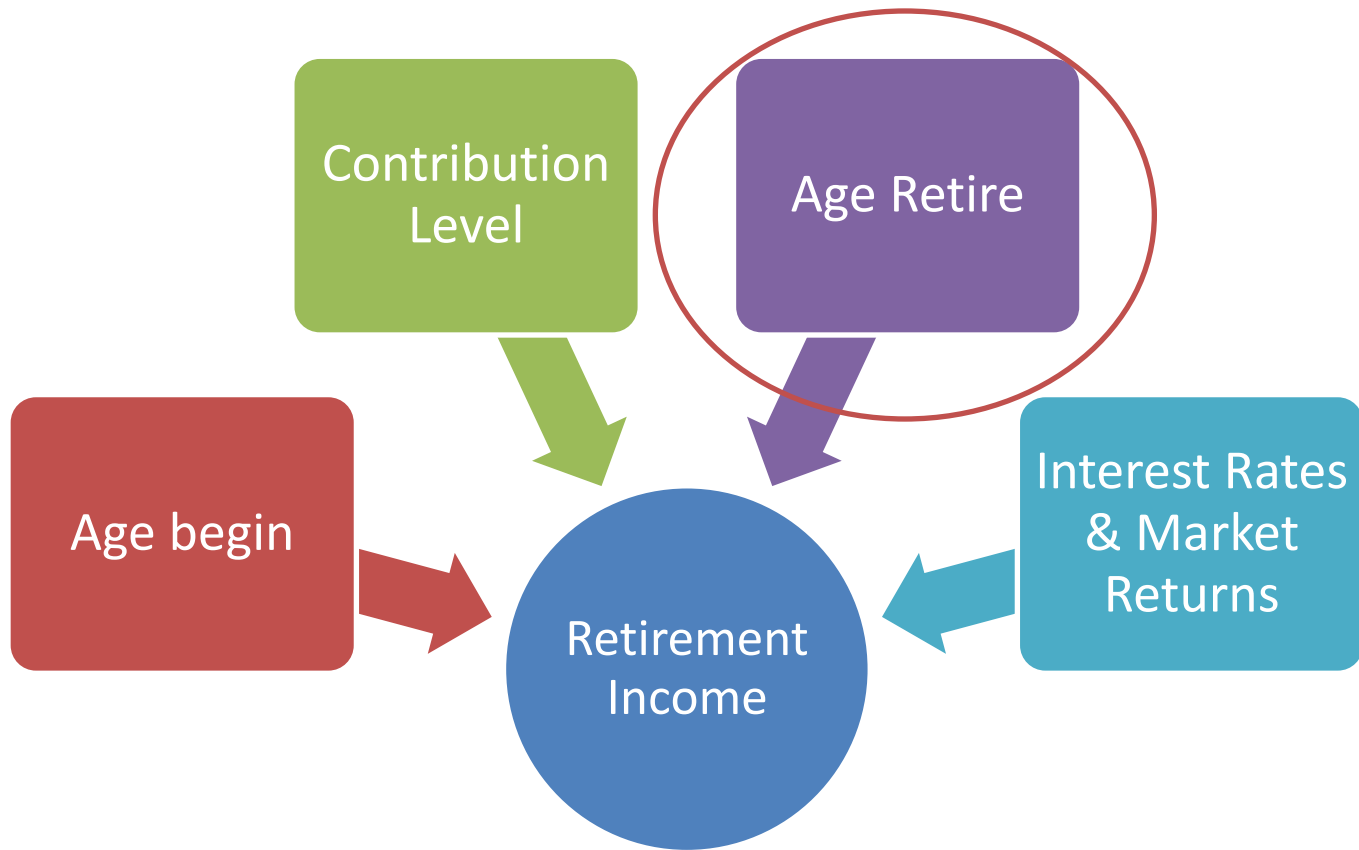 Contribution
Level
Age Retire
Age begin
Interest Rates
& Market
Returns
Retirement
Income